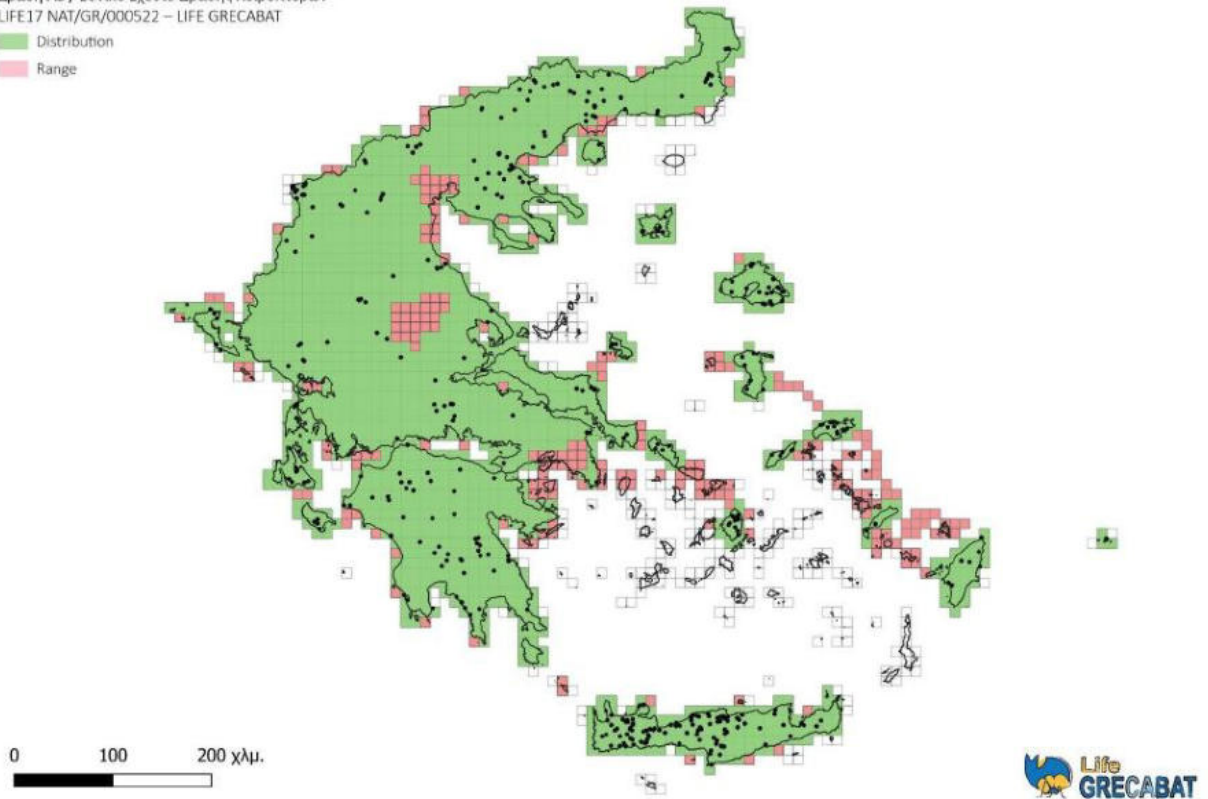 LIFE17 NAT/GR/000522 – LIFE GRECABAT
Distribution
Range
0 100 200 χλμ.
Life
GRECABAT